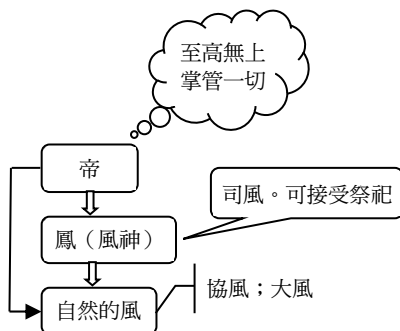 至高無上
掌管一切
帝
司風。可接受祭祀
鳳（風神）
協風；大風
自然的風